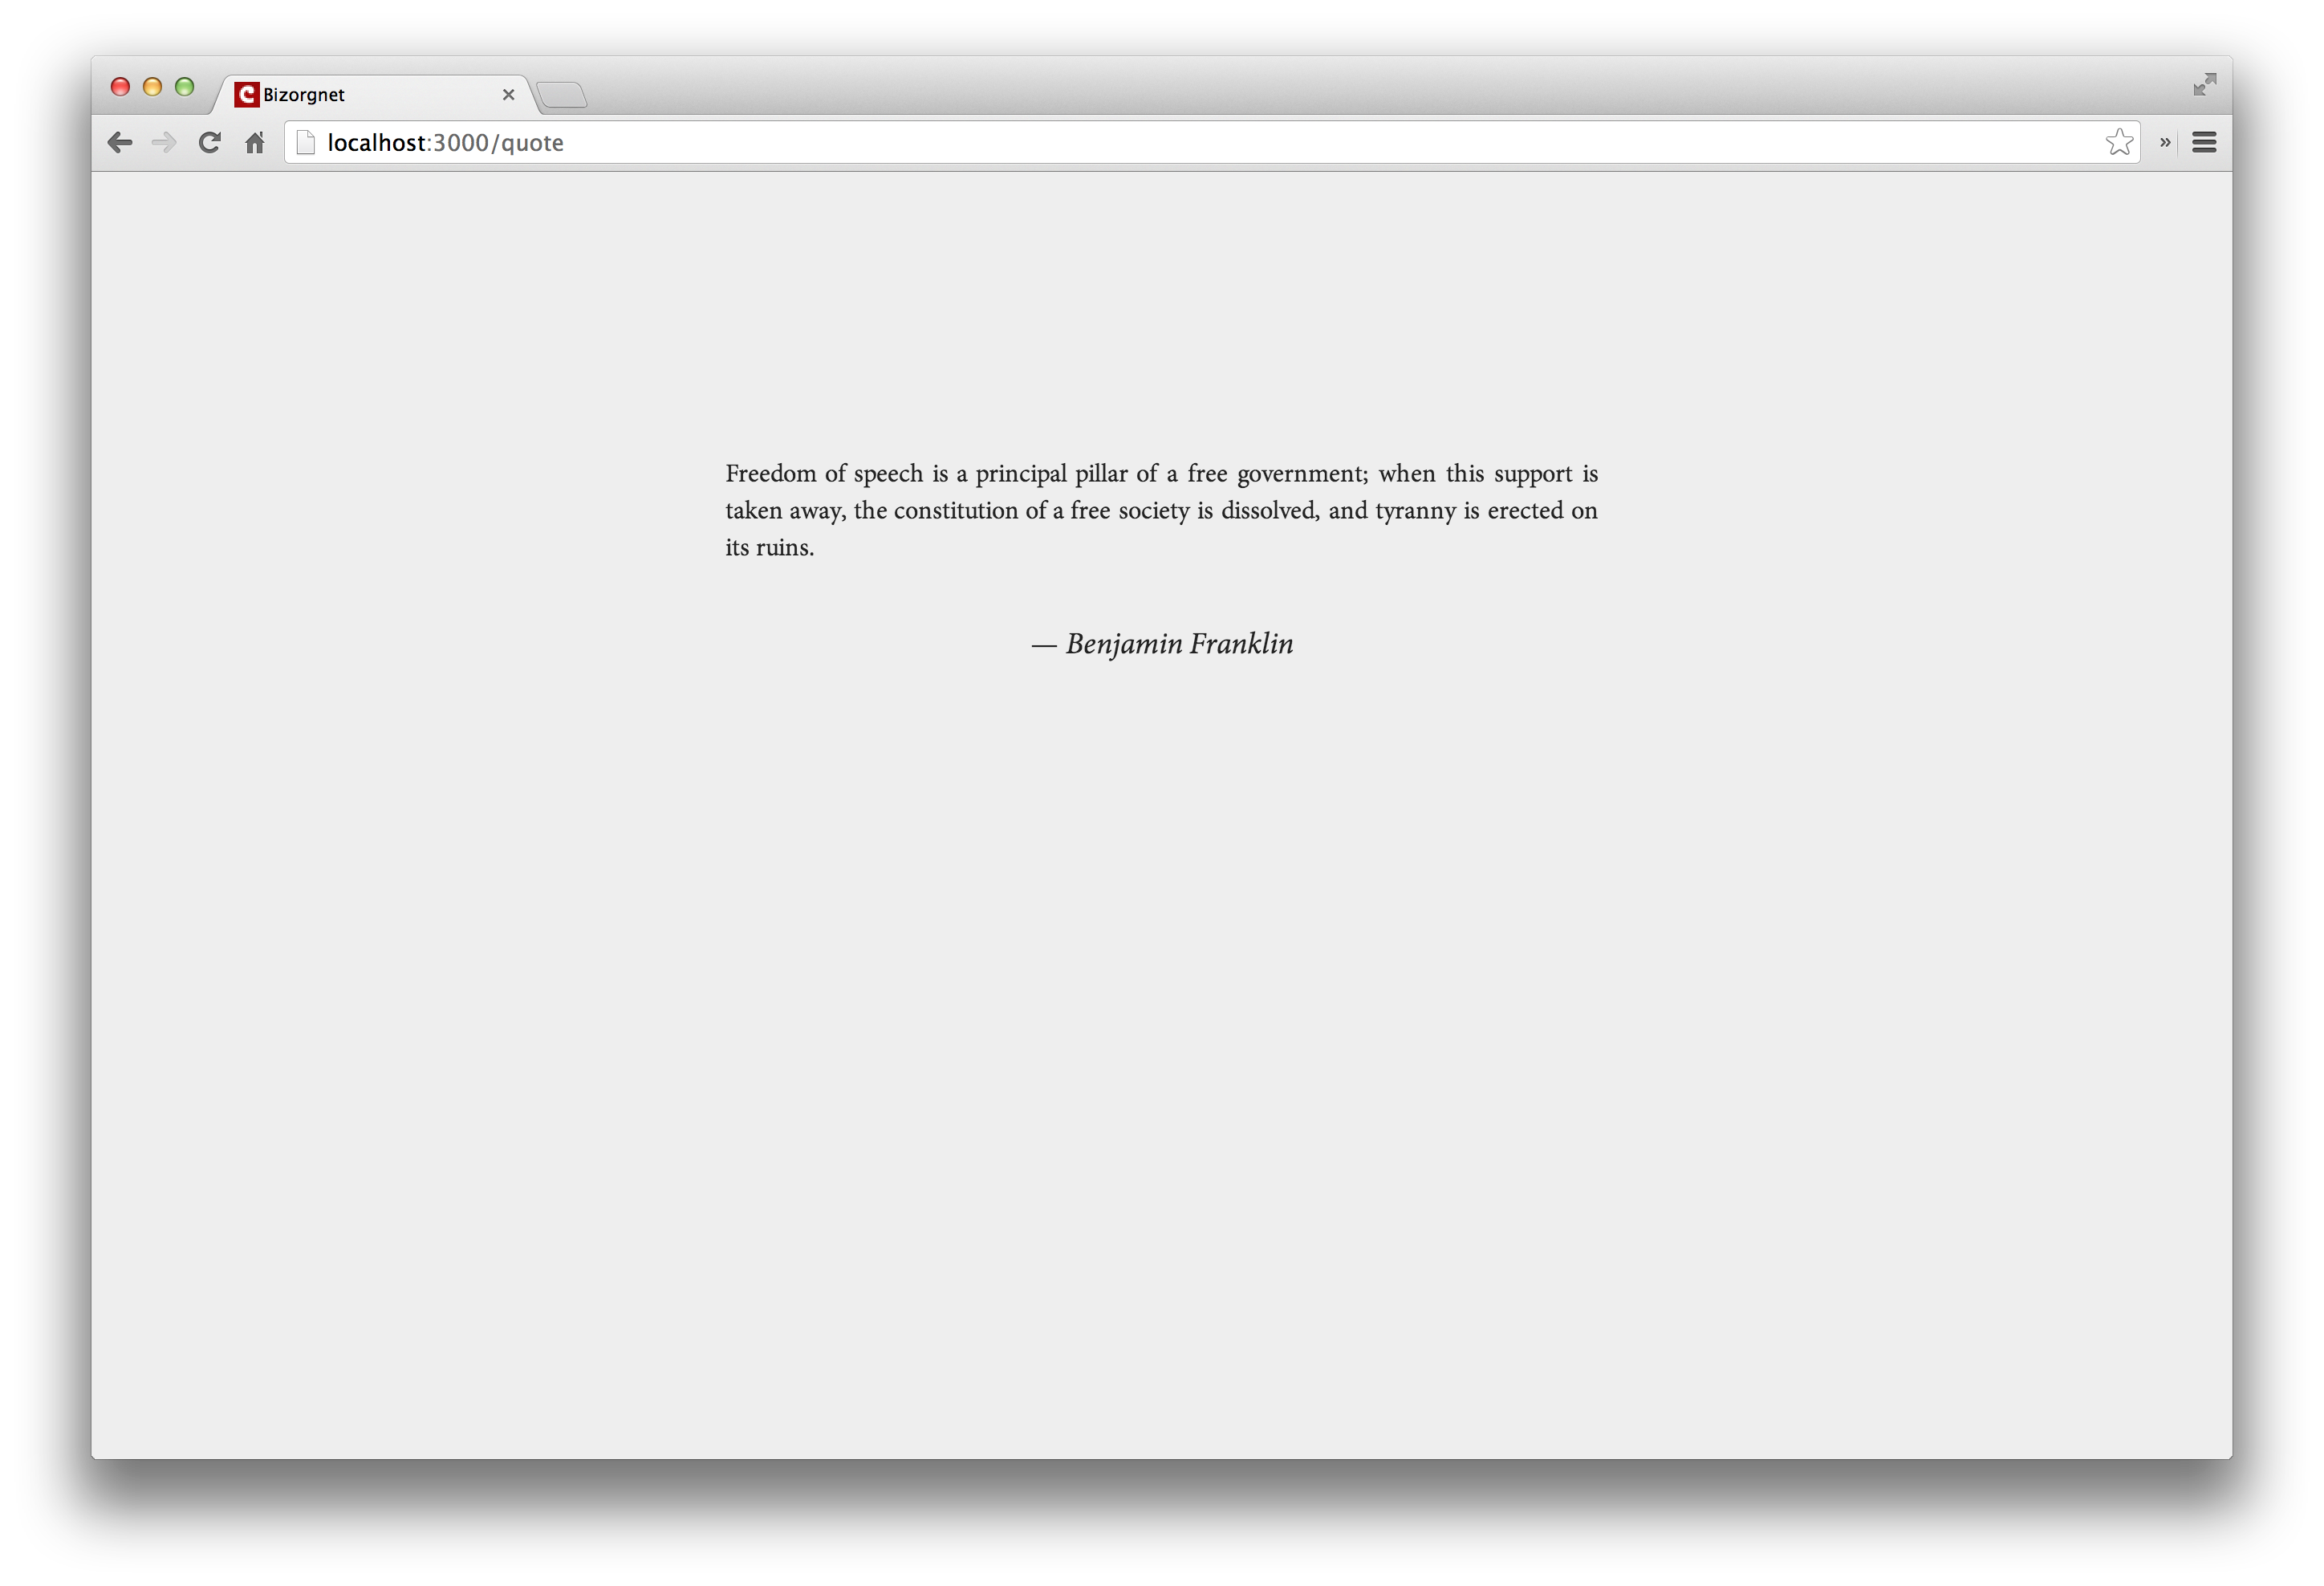 Bizorgnet
localhost:3000/quote
Freedom of speech is a principal pillar of a free government; when this support is
taken away, the constitution of a free society is dissolved, and tyranny is erected on
its ruins.
— Benjamin Franklin